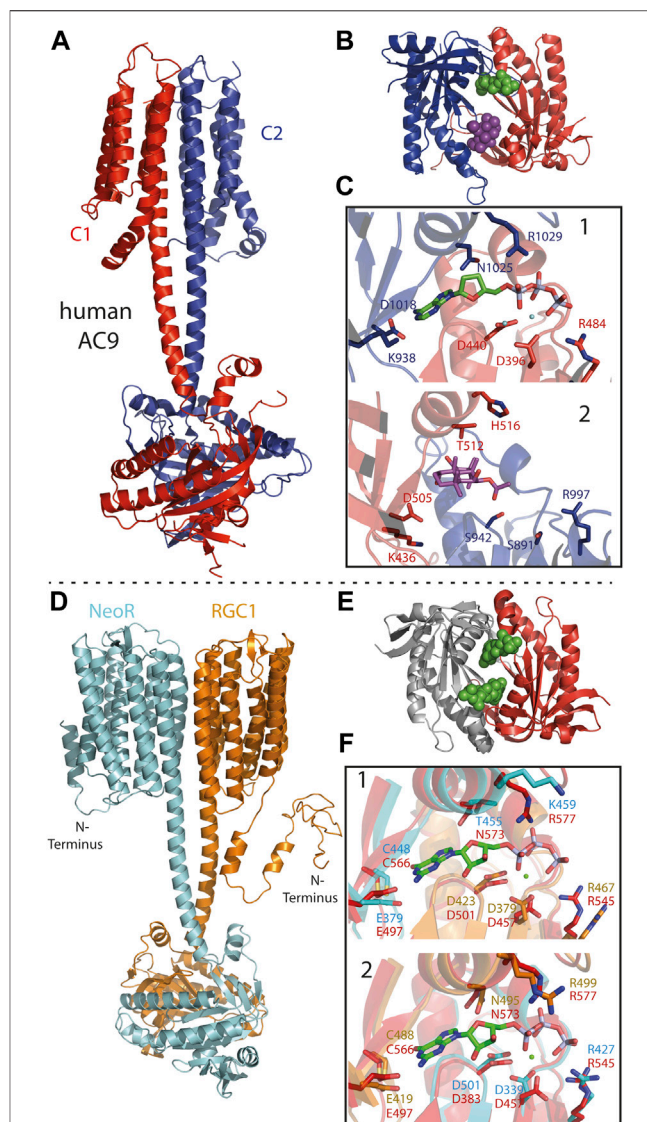 A
B
C2
C1
human
AC9
C
1
R1029
N1025
D1018
K938
D440
D396
R484
2
H516
T512
D505
K436
S942
S891
R997
D
NeoR
RGC1
N-
Terminus
N-
Terminus
E
F
1
K459
R577
T455
N573
C448
C566
E379
E497
D423
D501
D379
D457
R467
R545
2
R499
R577
N495
N573
C488
C566
E419
E497
D501
D383
D339
D457
R427
R545